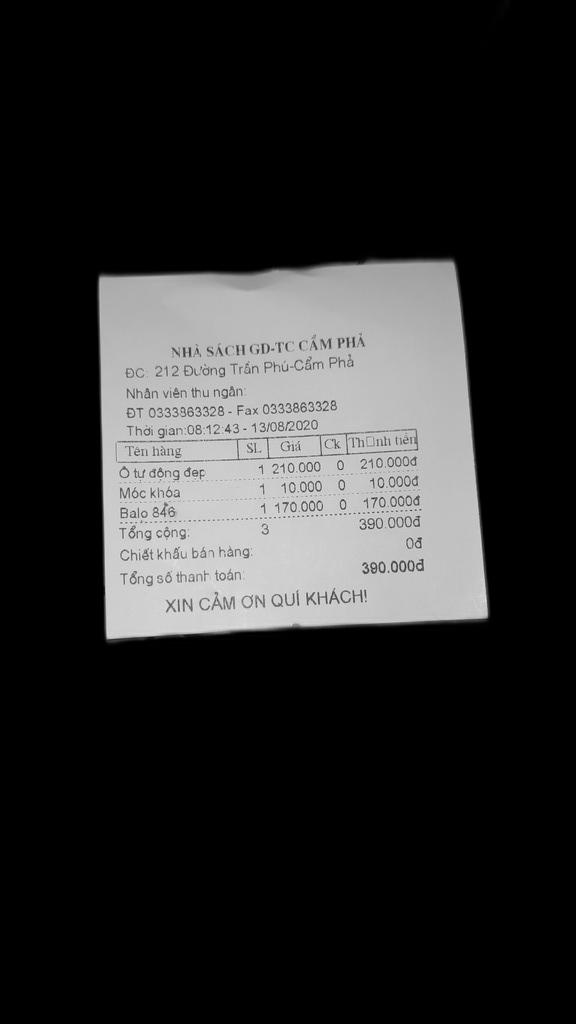 NHÀ SÁCH GD-TC CẨM PHẢ
ĐC: 212 Đường Trần Phú-Cẩm Phả
Nhân viên thu ngân:
ĐT 0333863328 - Fax 0333863328
Thời gian:08:12:43 - 13/08/2020
Tên hàng SL Giá Ck Th□nh tiền
Ô tự động đẹp 1 210.000 0 210.000đ
Móc khóa 1 10.000 0 10.000đ
Balo 846 1 170.000 0 170.000đ
Tổng cộng: 3 390.000đ
Chiết khấu bán hàng: 0đ
Tổng số thanh toán: 390.000đ
XIN CẢM ƠN QUÍ KHÁCH!